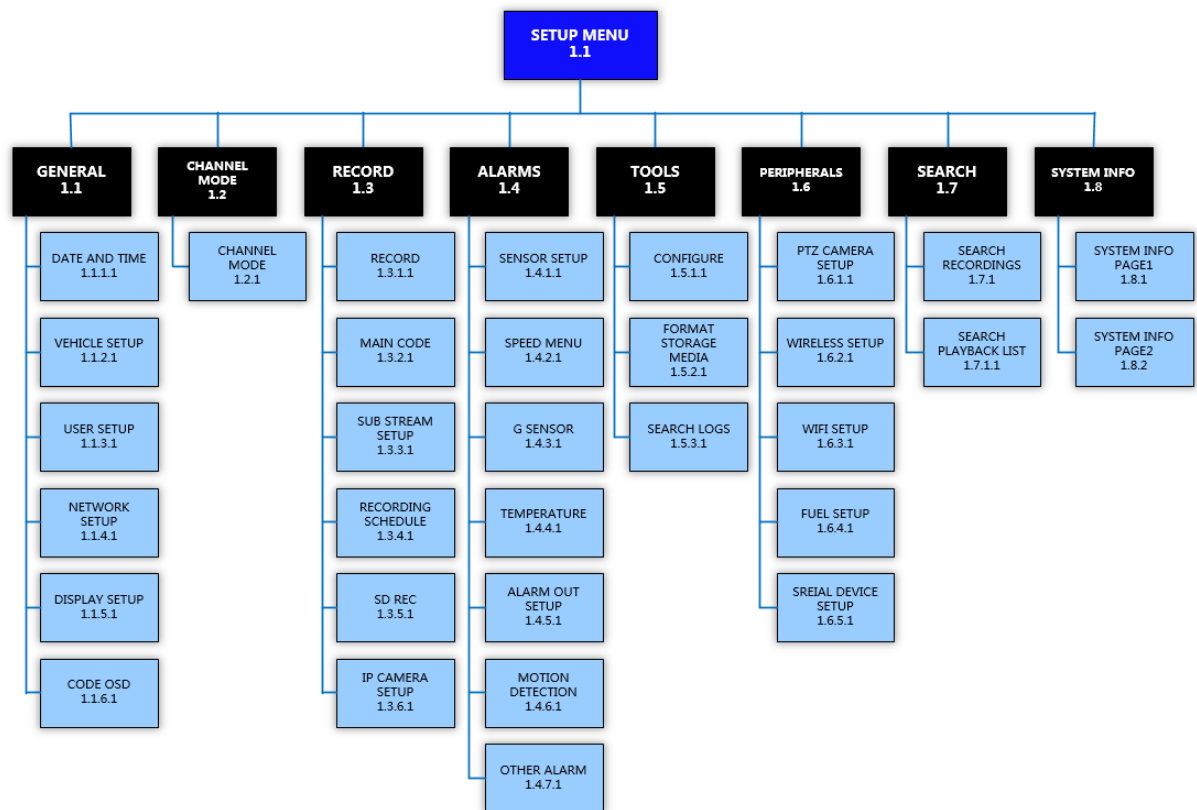 SETUP MENU
1.1
GENERAL
1.1
CHANNEL
MODE
1.2
RECORD
1.3
ALARMS
1.4
TOOLS
1.5
PERIPHERALS
1.6
SEARCH
1.7
SYSTEM INFO
1.8
DATE AND TIME
1.1.1.1
VEHICLE SETUP
1.1.2.1
USER SETUP
1.1.3.1
NETWORK
SETUP
1.1.4.1
DISPLAY SETUP
1.1.5.1
CODE OSD
1.1.6.1
CHANNEL
MODE
1.2.1
RECORD
1.3.1.1
MAIN CODE
1.3.2.1
SUB STREAM
SETUP
1.3.3.1
RECORDING
SCHEDULE
1.3.4.1
SD REC
1.3.5.1
IP CAMERA
SETUP
1.3.6.1
SENSOR SETUP
1.4.1.1
SPEED MENU
1.4.2.1
G SENSOR
1.4.3.1
TEMPERATURE
1.4.4.1
ALARM OUT
SETUP
1.4.5.1
MOTION
DETECTION
1.4.6.1
OTHER ALARM
1.4.7.1
CONFIGURE
1.5.1.1
FORMAT
STORAGE
MEDIA
1.5.2.1
SEARCH LOGS
1.5.3.1
PTZ CAMERA
SETUP
1.6.1.1
WIRELESS SETUP
1.6.2.1
WIFI SETUP
1.6.3.1
FUEL SETUP
1.6.4.1
SREIAL DEVICE
SETUP
1.6.5.1
SEARCH
RECORDINGS
1.7.1
SEARCH
PLAYBACK LIST
1.7.1.1
SYSTEM INFO
PAGE1
1.8.1
SYSTEM INFO
PAGE2
1.8.2